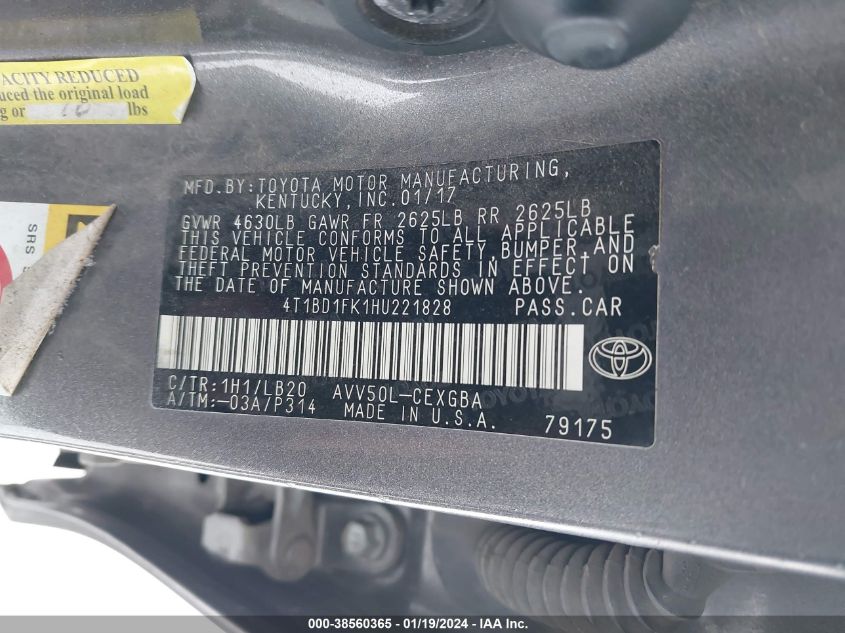 ACITY REDUCED
uced the original load
g or lbs
SRS
MFD.BY:TOYOTA MOTOR MANUFACTURING,
KENTUCKY,INC.01/17
GVWR 4630LB GAWR FR 2625LB RR 2625LB
THIS VEHICLE CONFORMS TO ALL APPLICABLE
FEDERAL MOTOR VEHICLE SAFETY,BUMPER,AND
THEFT PREVENTION STANDARDS IN EFFECT ON
THE DATE OF MANUFACTURE SHOWN ABOVE.
4T1BD1FK1HU221828 PASS.CAR
C/TR:1H1/LB20 AVV50L-CEXGBA
A/TM:-03A/P314 MADE IN U.S.A. 79175
000-38560365 - 01/19/2024 - IAA Inc.